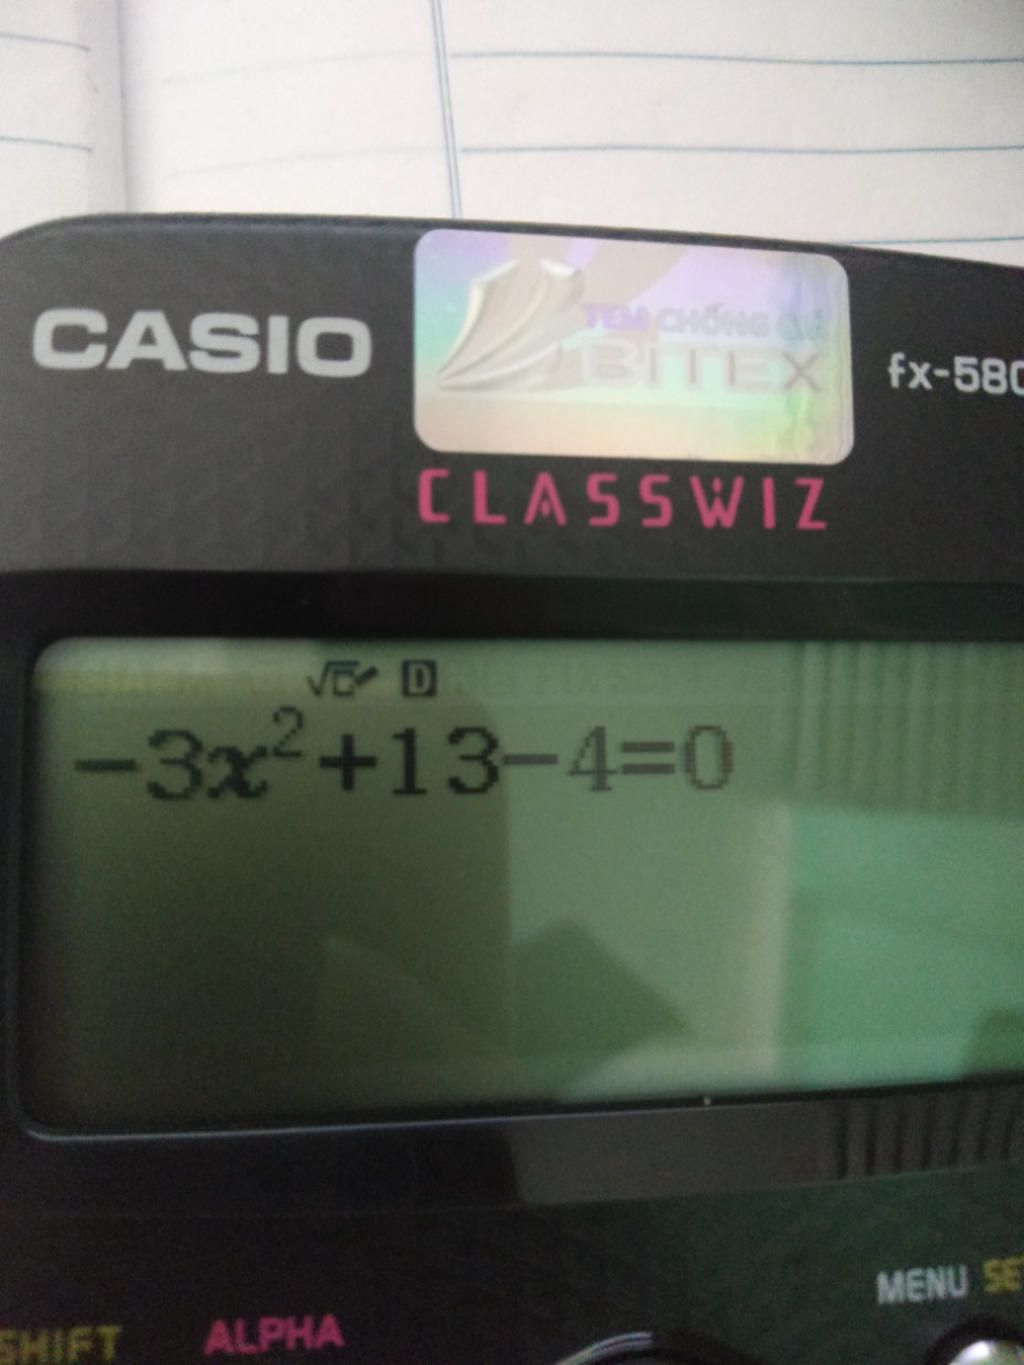 CASIO
TEM CHỐNG GIẢ
BITEX
fx-580
CLASSWIZ
√ D
−3x²+13−4=0
MENU
SHIFT
ALPHA